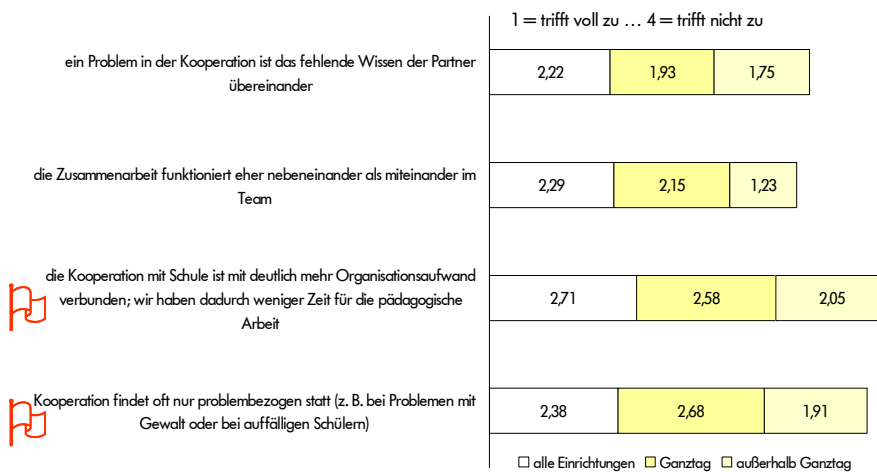 1 = trifft voll zu … 4 = trifft nicht zu
ein Problem in der Kooperation ist das fehlende Wissen der Partner
übereinander
2,22 1,93 1,75
die Zusammenarbeit funktioniert eher nebeneinander als miteinander im
Team
2,29 2,15 1,23
die Kooperation mit Schule ist mit deutlich mehr Organisationsaufwand
verbunden; wir haben dadurch weniger Zeit für die pädagogische
Arbeit
2,71 2,58 2,05
Kooperation findet oft nur problembezogen statt (z. B. bei Problemen mit
Gewalt oder bei auffälligen Schülern)
2,38 2,68 1,91
alle Einrichtungen Ganztag außerhalb Ganztag